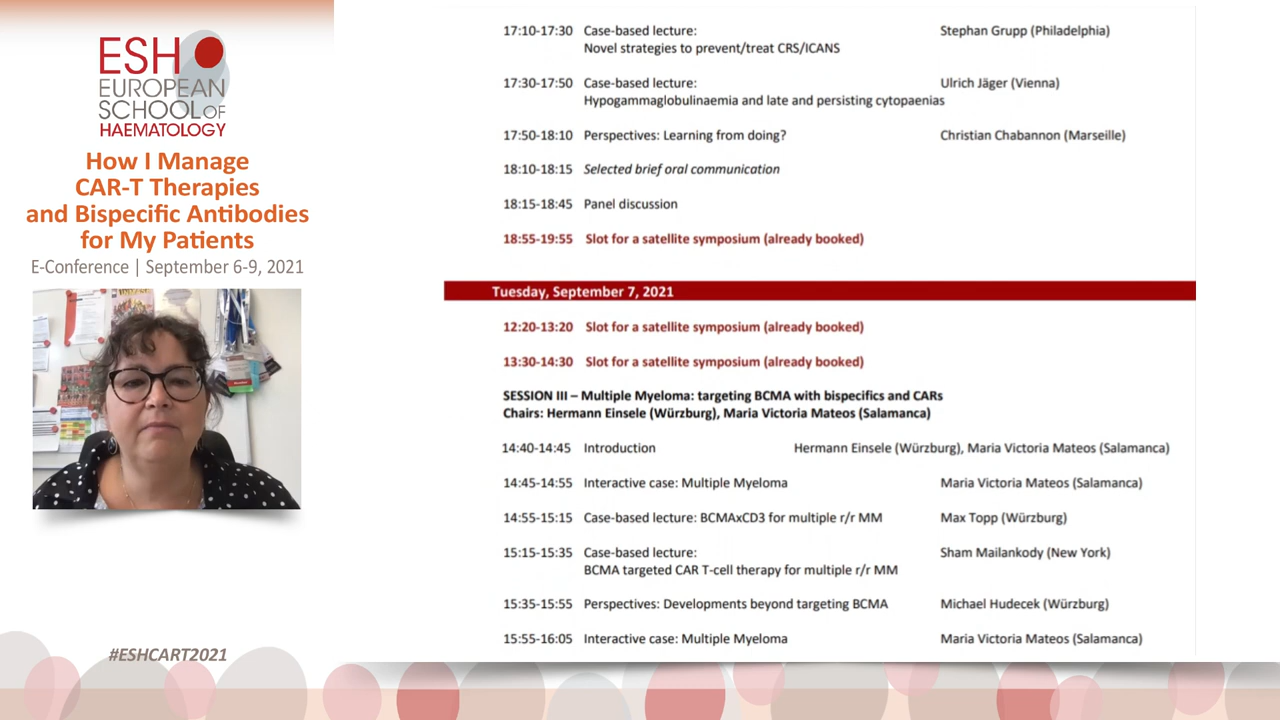 ESH
EUROPEAN
SCHOOL OF
HAEMATOLOGY
How I Manage
CAR-T Therapies
and Bispecific Antibodies
for My Patients
E-Conference | September 6-9, 2021
#ESHCART2021
17:10-17:30 Case-based lecture: Stephan Grupp (Philadelphia)
Novel strategies to prevent/treat CRS/ICANS
17:30-17:50 Case-based lecture: Ulrich Jäger (Vienna)
Hypogammaglobulinaemia and late and persisting cytopaenias
17:50-18:10 Perspectives: Learning from doing? Christian Chabannon (Marseille)
18:10-18:15 Selected brief oral communication
18:15-18:45 Panel discussion
18:55-19:55 Slot for a satellite symposium (already booked)
Tuesday, September 7, 2021
12:20-13:20 Slot for a satellite symposium (already booked)
13:30-14:30 Slot for a satellite symposium (already booked)
SESSION III – Multiple Myeloma: targeting BCMA with bispecifics and CARs
Chairs: Hermann Einsele (Würzburg), Maria Victoria Mateos (Salamanca)
14:40-14:45 Introduction Hermann Einsele (Würzburg), Maria Victoria Mateos (Salamanca)
14:45-14:55 Interactive case: Multiple Myeloma Maria Victoria Mateos (Salamanca)
14:55-15:15 Case-based lecture: BCMAxCD3 for multiple r/r MM Max Topp (Würzburg)
15:15-15:35 Case-based lecture: Sham Mailankody (New York)
BCMA targeted CAR T-cell therapy for multiple r/r MM
15:35-15:55 Perspectives: Developments beyond targeting BCMA Michael Hudecek (Würzburg)
15:55-16:05 Interactive case: Multiple Myeloma Maria Victoria Mateos (Salamanca)